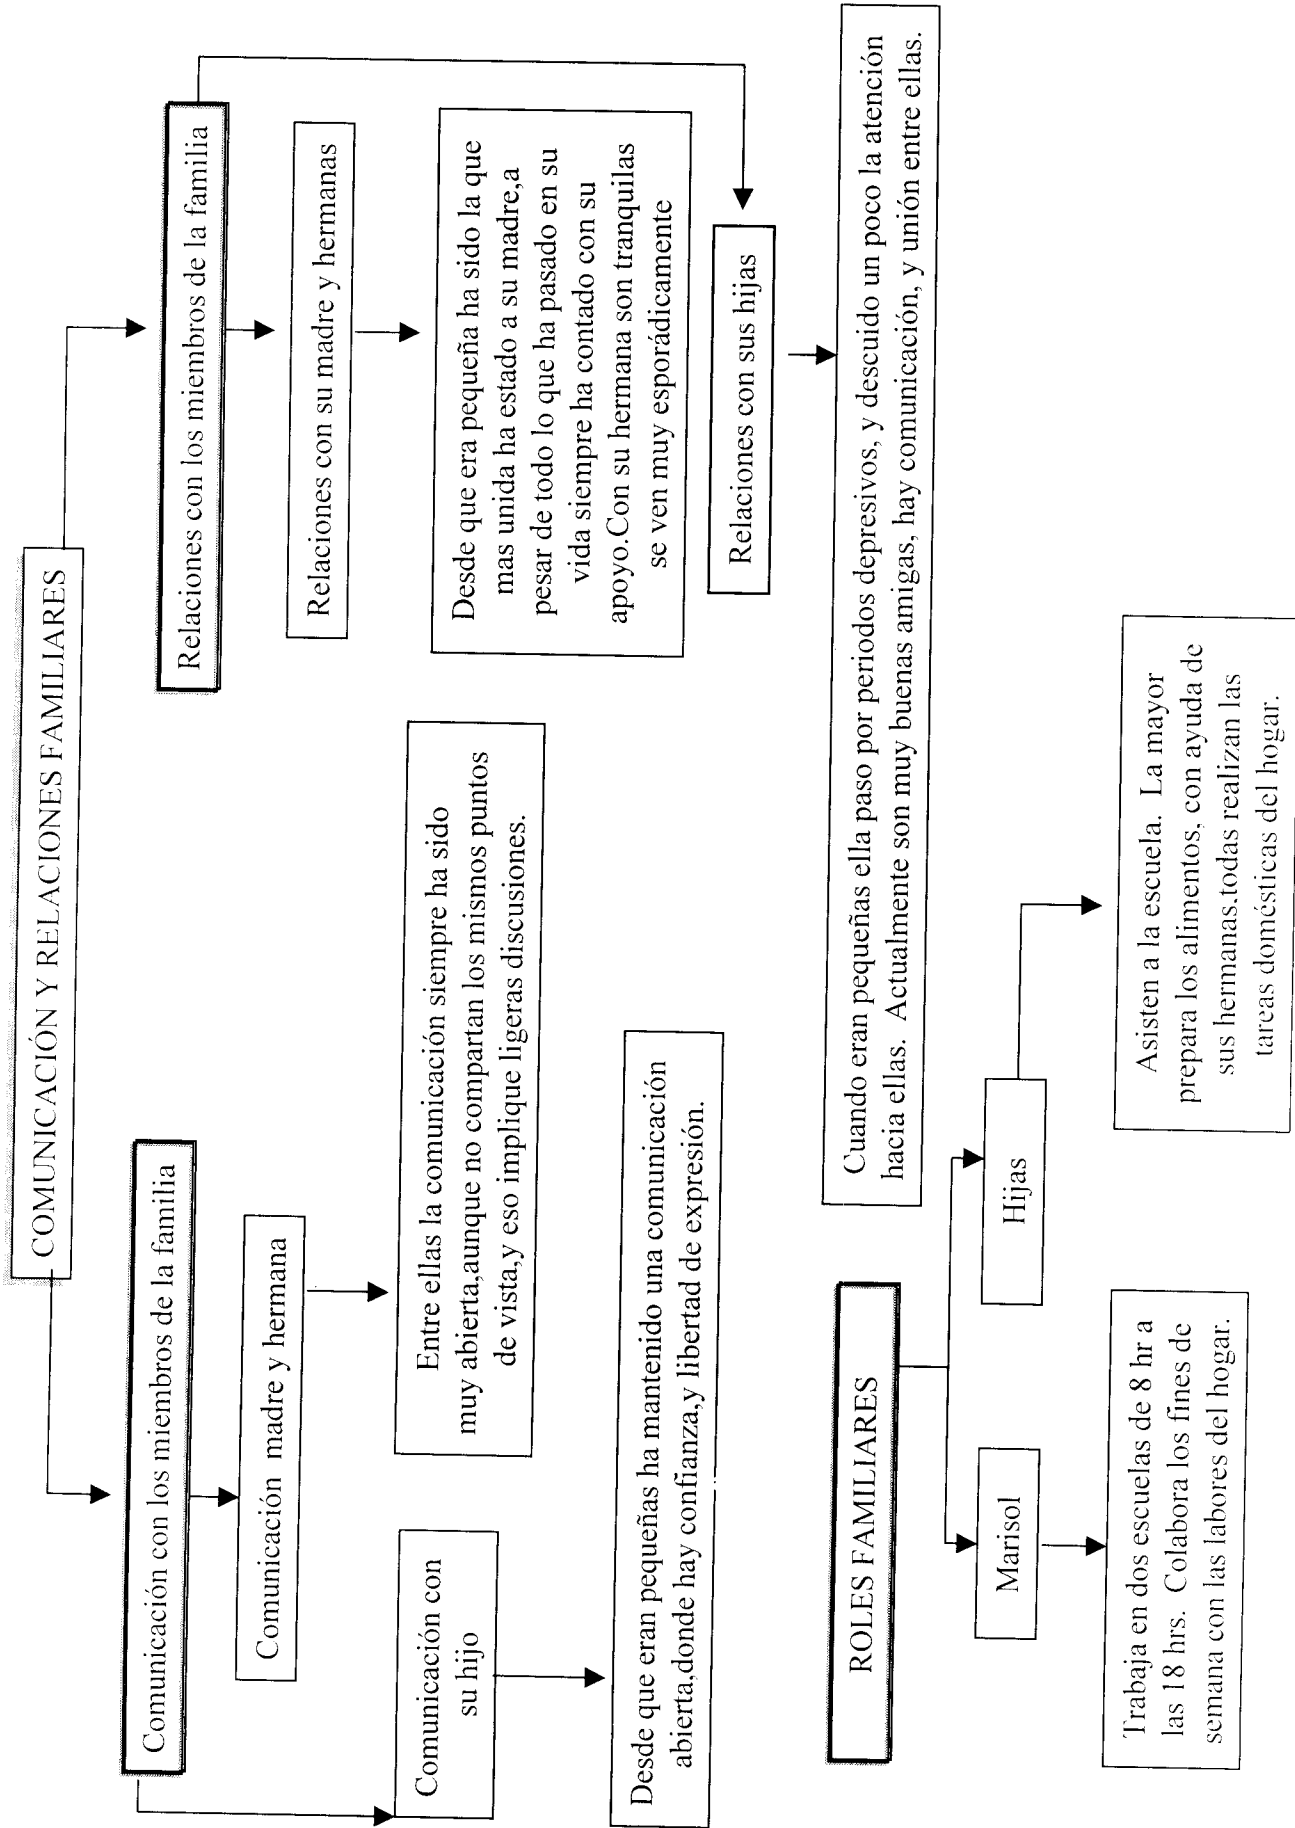 COMUNICACIÓN Y RELACIONES FAMILIARES
Comunicación con los miembros de la familia
Comunicación madre y hermana
Entre ellas la comunicación siempre ha sido
muy abierta,aunque no compartan los mismos puntos
de vista,y eso implique ligeras discusiones.
Comunicación con
su hijo
Desde que eran pequeñas ha mantenido una comunicación
abierta,donde hay confianza,y libertad de expresión.
Relaciones con los miembros de la familia
Relaciones con su madre y hermanas
Desde que era pequeña ha sido la que
mas unida ha estado a su madre,a
pesar de todo lo que ha pasado en su
vida siempre ha contado con su
apoyo.Con su hermana son tranquilas
se ven muy esporádicamente
Relaciones con sus hijas
Cuando eran pequeñas ella paso por periodos depresivos, y descuido un poco la atención
hacia ellas. Actualmente son muy buenas amigas, hay comunicación, y unión entre ellas.
ROLES FAMILIARES
Marisol
Trabaja en dos escuelas de 8 hr a
las 18 hrs. Colabora los fines de
semana con las labores del hogar.
Hijas
Asisten a la escuela. La mayor
prepara los alimentos, con ayuda de
sus hermanas.todas realizan las
tareas domésticas del hogar.